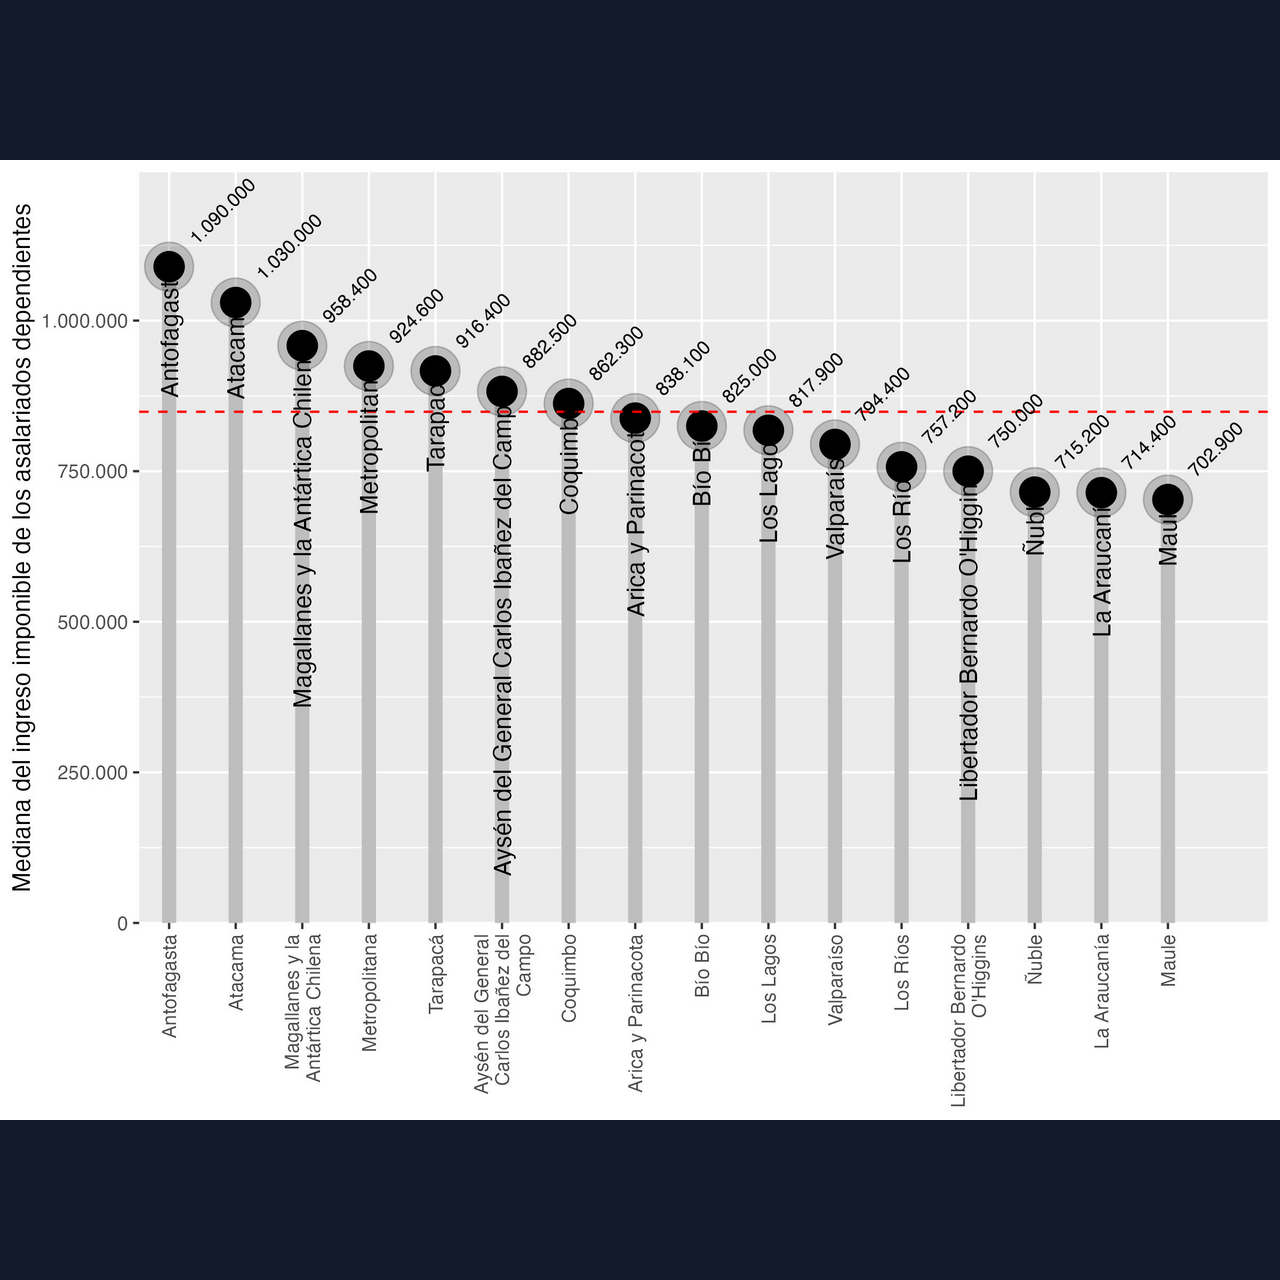 Mediana del ingreso imponible de los asalariados dependientes
1.000.000
750.000
500.000
250.000
0
1.090.000
1.030.000
958.400
924.600
916.400
882.500
862.300
838.100
825.000
817.900
794.400
757.200
750.000
715.200
714.400
702.900
Antofagast
Atacam
Magallanes y la Antártica Chilen
Metropolitan
Tarapac
Aysén del General Carlos Ibañez del Camp
Coquimb
Arica y Parinacot
Bío Bí
Los Lago
Valparaís
Los Río
Libertador Bernardo O'Higgin
Ñubl
La Araucaní
Maul
Antofagasta
Atacama
Magallanes y la
Antártica Chilena
Metropolitana
Tarapacá
Aysén del General
Carlos Ibañez del
Campo
Coquimbo
Arica y Parinacota
Bío Bío
Los Lagos
Valparaíso
Los Ríos
Libertador Bernardo
O'Higgins
Ñuble
La Araucanía
Maule